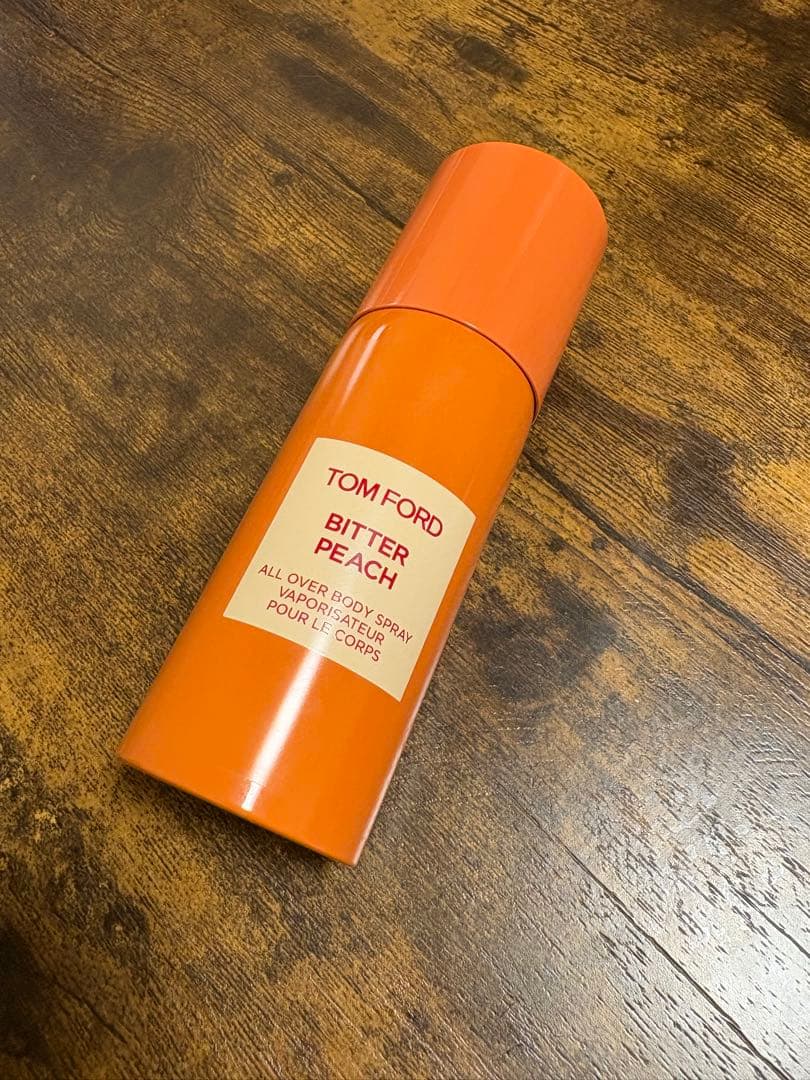 TOM FORD
BITTER
PEACH
ALL OVER BODY SPRAY
VAPORISATEUR
POUR LE CORPS